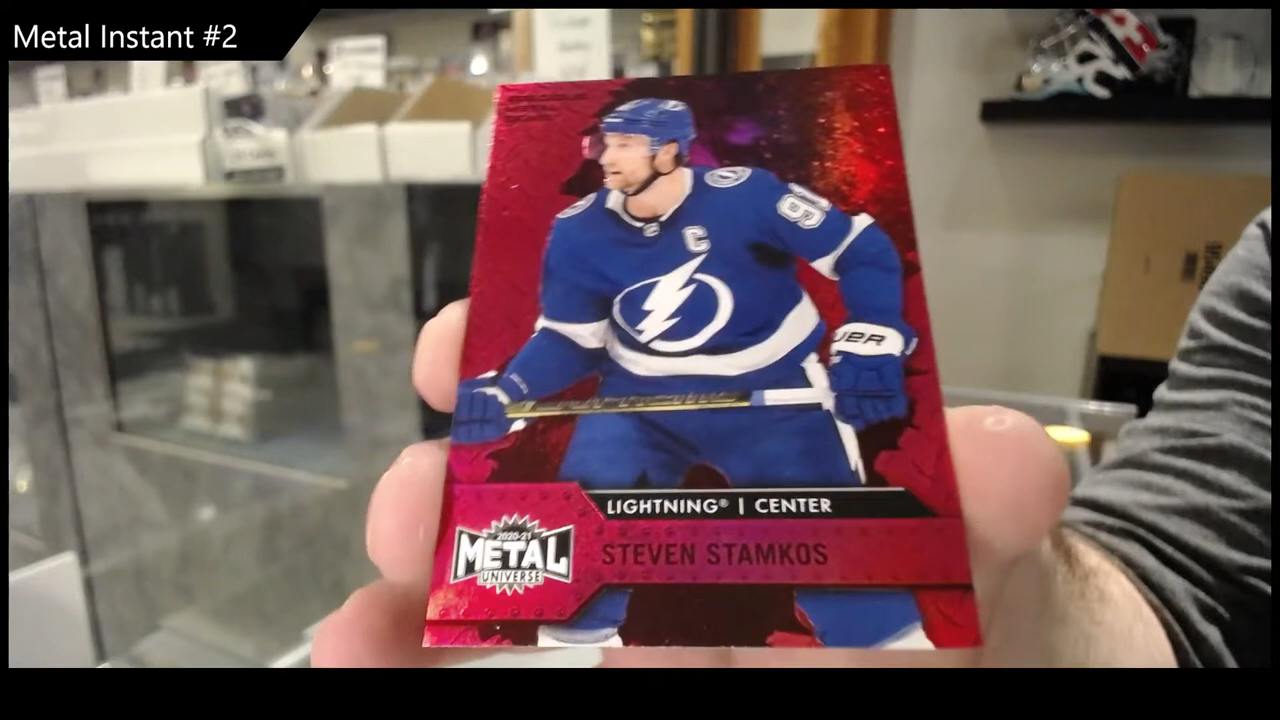 Metal Instant #2
C
LIGHTNING® | CENTER
2020-21
METAL
UNIVERSE
STEVEN STAMKOS